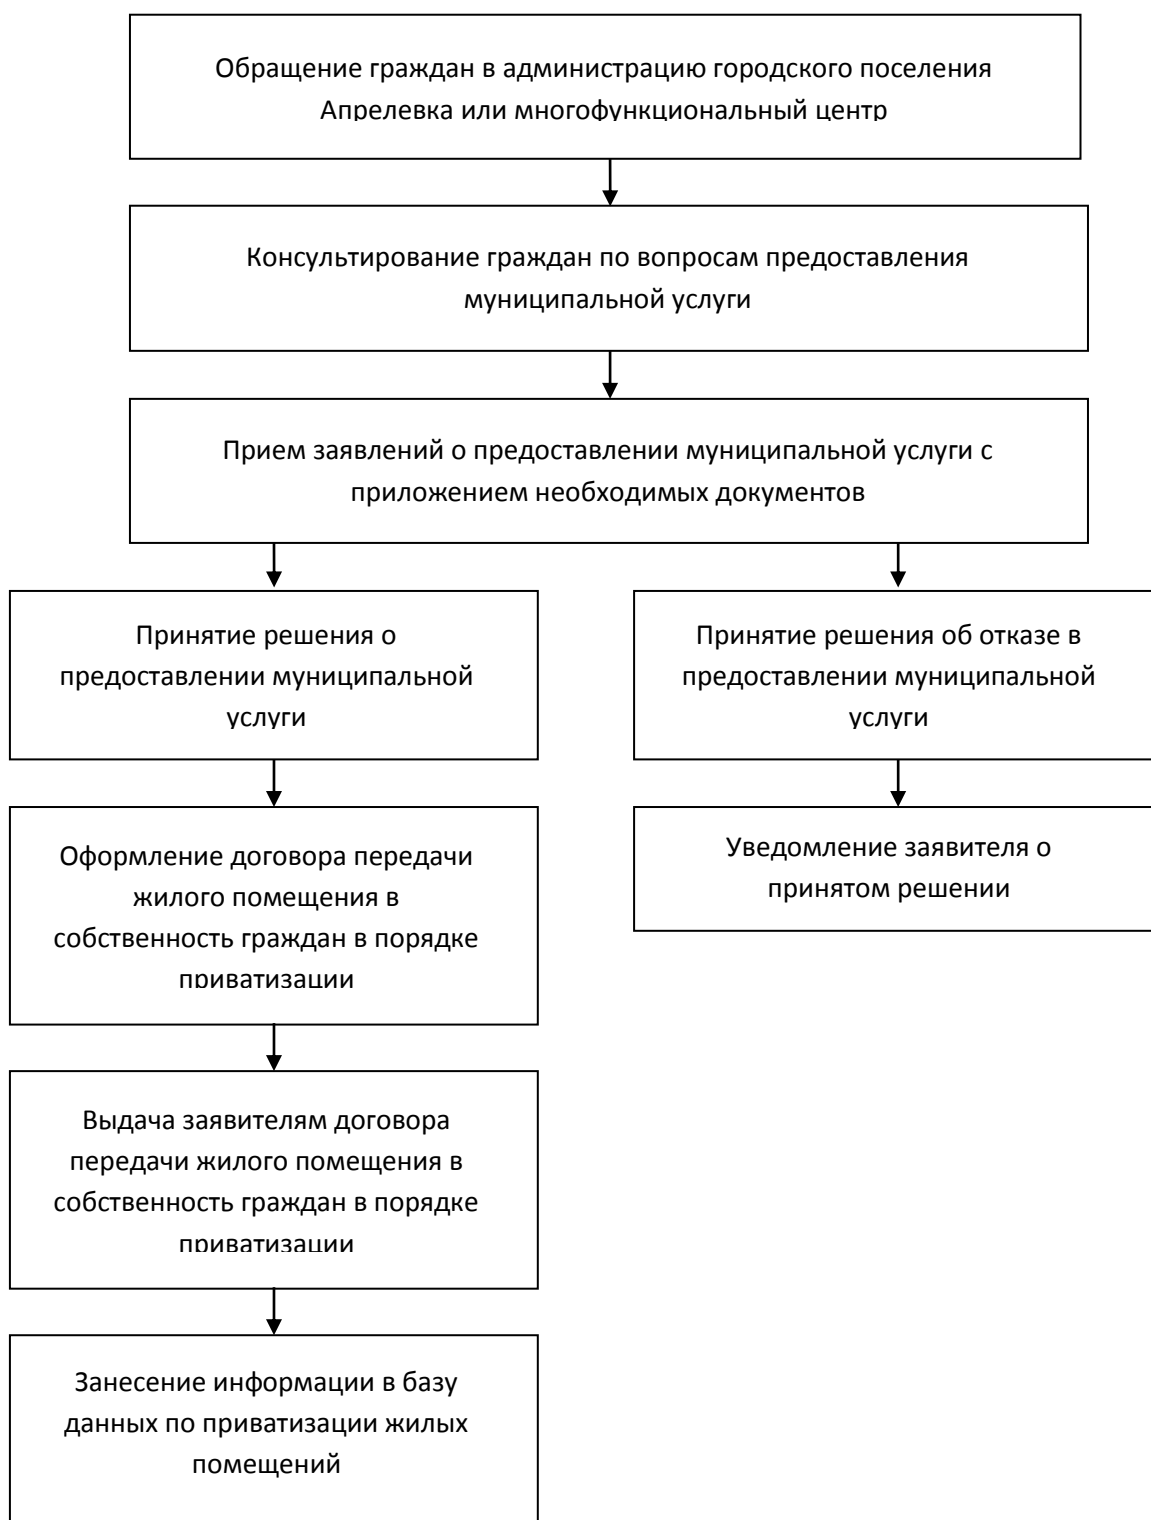 Обращение граждан в администрацию городского поселения
Апрелевка или многофункциональный центр
Консультирование граждан по вопросам предоставления
муниципальной услуги
Прием заявлений о предоставлении муниципальной услуги с
приложением необходимых документов
Принятие решения о
предоставлении муниципальной
услуги
Принятие решения об отказе в
предоставлении муниципальной
услуги
Оформление договора передачи
жилого помещения в
собственность граждан в порядке
приватизации
Уведомление заявителя о
принятом решении
Выдача заявителям договора
передачи жилого помещения в
собственность граждан в порядке
приватизации
Занесение информации в базу
данных по приватизации жилых
помещений